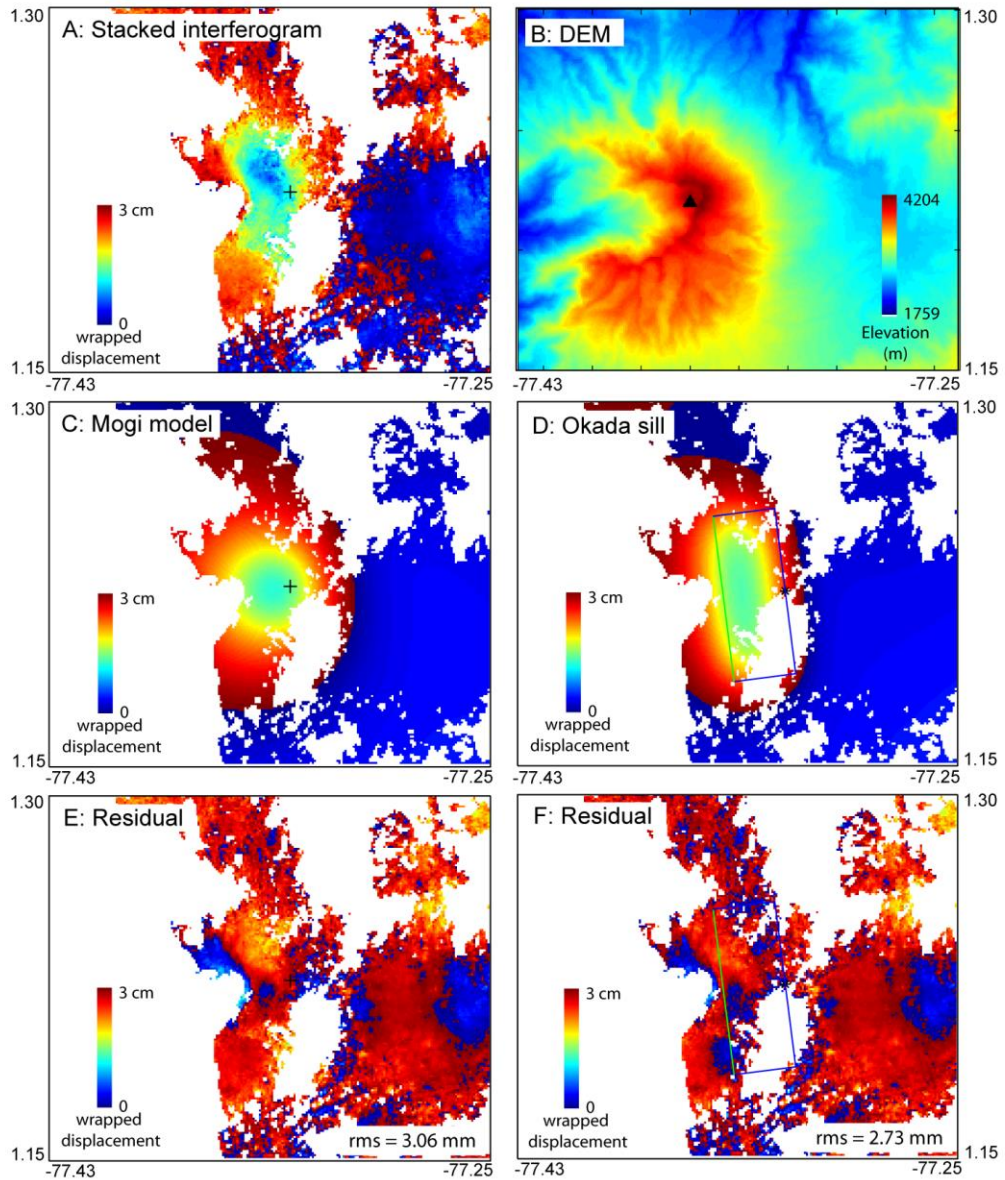 1.30
A: Stacked interferogram
3 cm
0
wrapped
displacement
1.15
-77.43
-77.25
1.30
B: DEM
4204
1759
Elevation
(m)
1.15
-77.43
-77.25
1.30
C: Mogi model
3 cm
0
wrapped
displacement
1.15
-77.43
-77.25
1.30
D: Okada sill
3 cm
0
wrapped
displacement
1.15
-77.43
-77.25
1.30
E: Residual
3 cm
0
wrapped
displacement
rms = 3.06 mm
1.15
-77.43
-77.25
1.30
F: Residual
3 cm
0
wrapped
displacement
rms = 2.73 mm
1.15
-77.43
-77.25